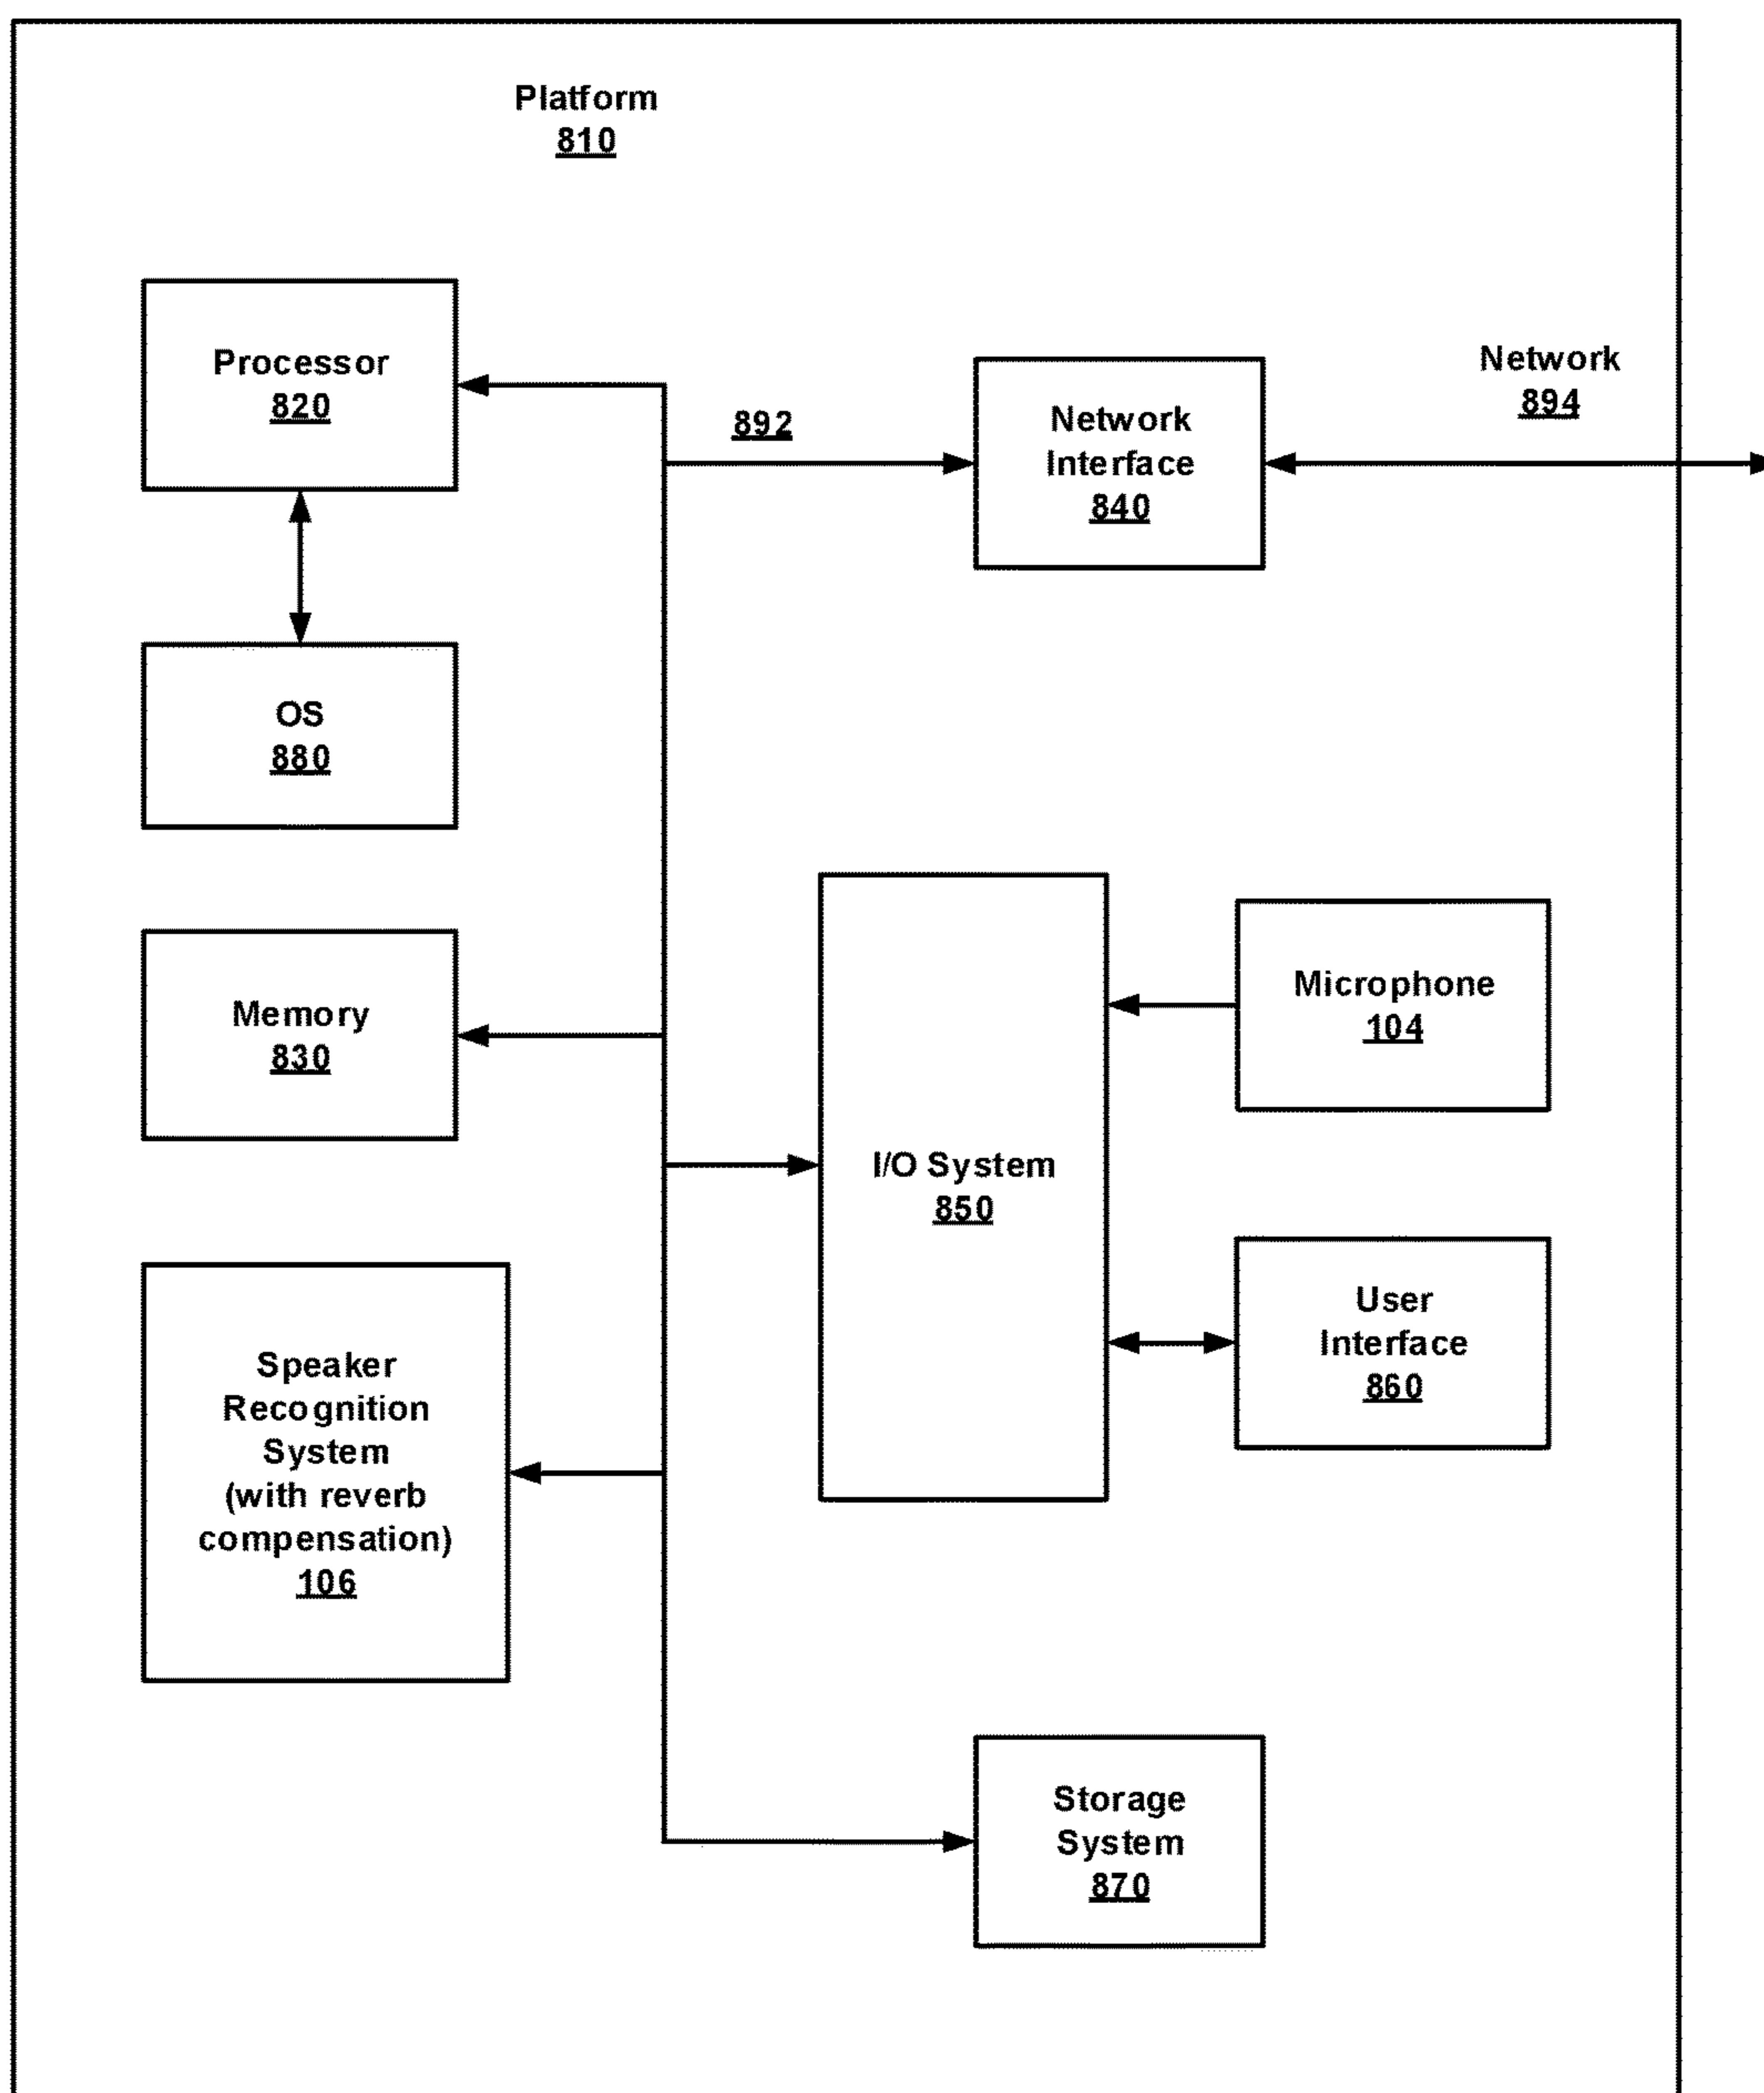 Platform
810
Processor
820
892
Network
Interface
840
Network
894
OS
880
Memory
830
I/O System
850
Microphone
104
User
Interface
860
Speaker
Recognition
System
(with reverb
compensation)
106
Storage
System
870